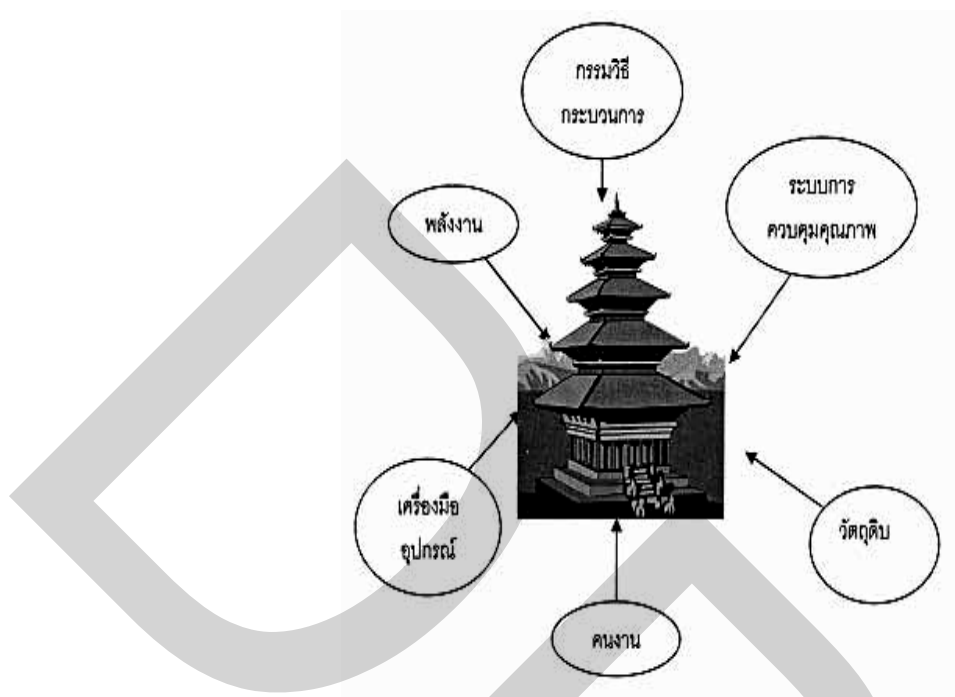 กรรมวิธี
กระบวนการ
ระบบการ
ควบคุมคุณภาพ
พลังงาน
เครื่องมือ
อุปกรณ์
วัตถุดิบ
คนงาน